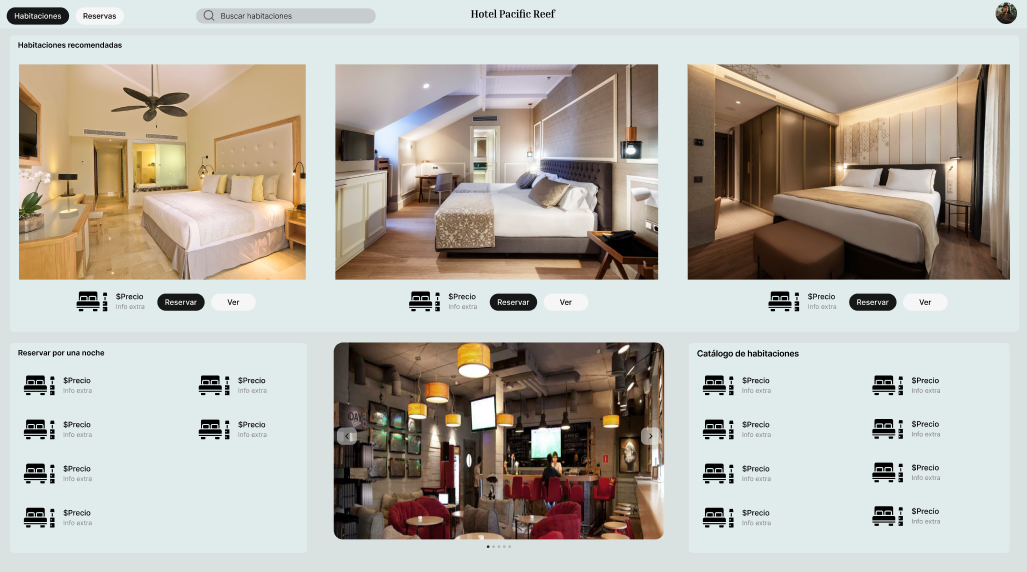 Habitaciones
Reservas
Buscar habitaciones
Hotel Pacific Reef
Habitaciones recomendadas
$Precio
Info extra
Reservar
Ver
$Precio
Info extra
Reservar
Ver
$Precio
Info extra
Reservar
Ver
Reservar por una noche
$Precio
Info extra
$Precio
Info extra
$Precio
Info extra
$Precio
Info extra
$Precio
Info extra
$Precio
Info extra
Catálogo de habitaciones
$Precio
Info extra
$Precio
Info extra
$Precio
Info extra
$Precio
Info extra
$Precio
Info extra
$Precio
Info extra
$Precio
Info extra
$Precio
Info extra